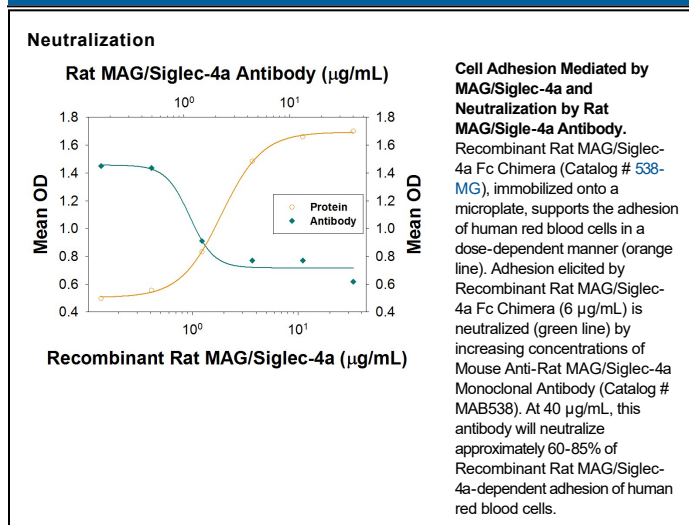 Neutralization
Rat MAG/Siglec-4a Antibody (μg/mL)
10⁰ 10¹
1.8 1.8
1.6 1.6
1.4 1.4
1.2 1.2
1.0 1.0
0.8 0.8
0.6 0.6
0.4 0.4
Mean OD
Mean OD
Protein
Antibody
10⁰ 10¹
Recombinant Rat MAG/Siglec-4a (μg/mL)
Cell Adhesion Mediated by
MAG/Siglec-4a and
Neutralization by Rat
MAG/Sigle-4a Antibody.
Recombinant Rat MAG/Siglec-
4a Fc Chimera (Catalog # 538-
MG), immobilized onto a
microplate, supports the adhesion
of human red blood cells in a
dose-dependent manner (orange
line). Adhesion elicited by
Recombinant Rat MAG/Siglec-
4a Fc Chimera (6 μg/mL) is
neutralized (green line) by
increasing concentrations of
Mouse Anti-Rat MAG/Siglec-4a
Monoclonal Antibody (Catalog #
MAB538). At 40 μg/mL, this
antibody will neutralize
approximately 60-85% of
Recombinant Rat MAG/Siglec-
4a-dependent adhesion of human
red blood cells.